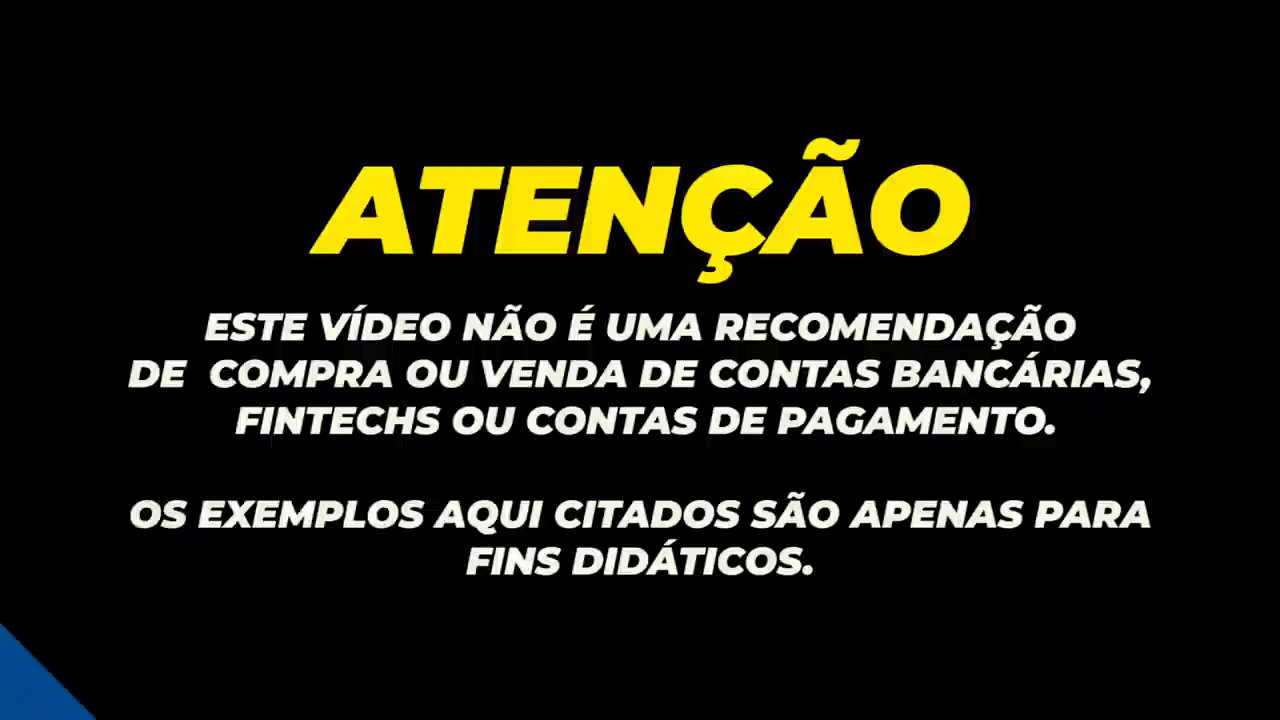 ATENÇÃO
ESTE VÍDEO NÃO É UMA RECOMENDAÇÃO
DE COMPRA OU VENDA DE CONTAS BANCÁRIAS,
FINTECHS OU CONTAS DE PAGAMENTO.
OS EXEMPLOS AQUI CITADOS SÃO APENAS PARA
FINS DIDÁTICOS.